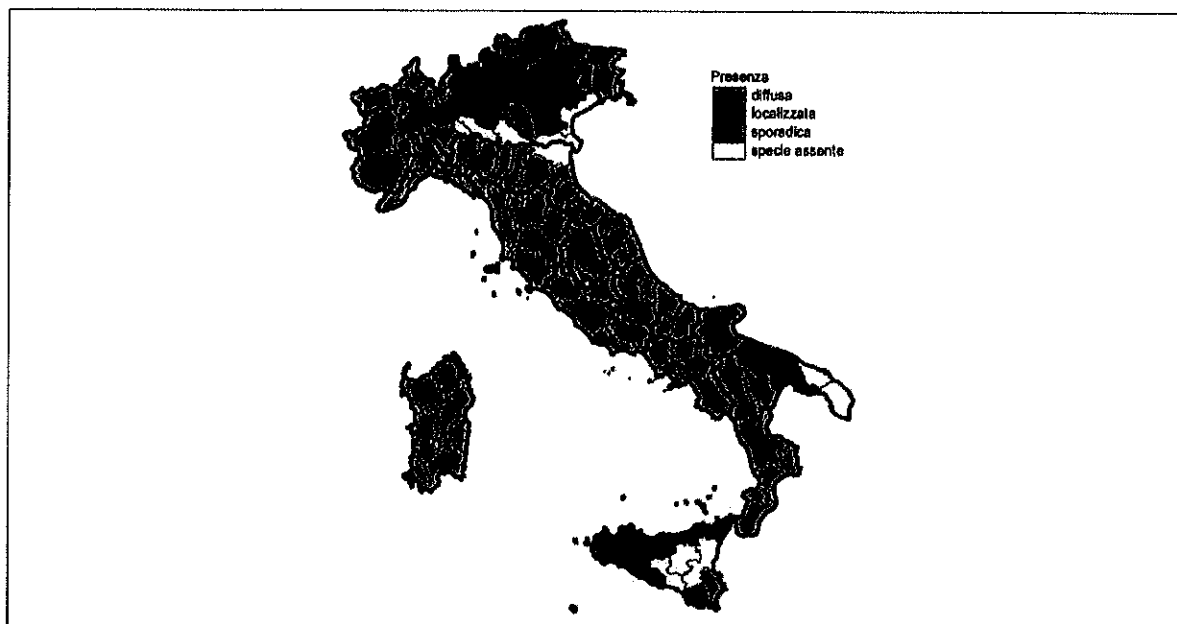 Presenza
diffusa
localizzata
sporadica
specie assente